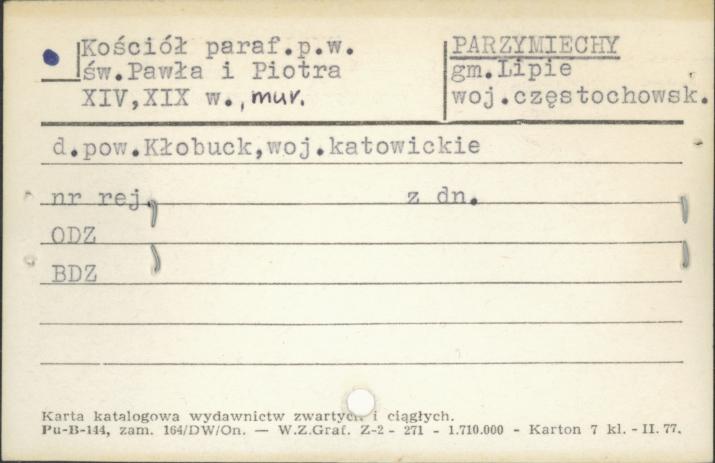 Kościół paraf.p.w.
św.Pawła i Piotra
XIV,XIX w., mur.
PARZYMIECHY
gm.Lipie
woj.częstochowsk.
d.pow.Kłobuck,woj.katowickie
nr rej. z dn.
ODZ
BDZ
Karta katalogowa wydawnictw zwartych i ciągłych.
Pu-B-144, zam. 164/DW/On. — W.Z.Graf. Z-2 - 271 - 1.710.000 - Karton 7 kl. - II. 77.